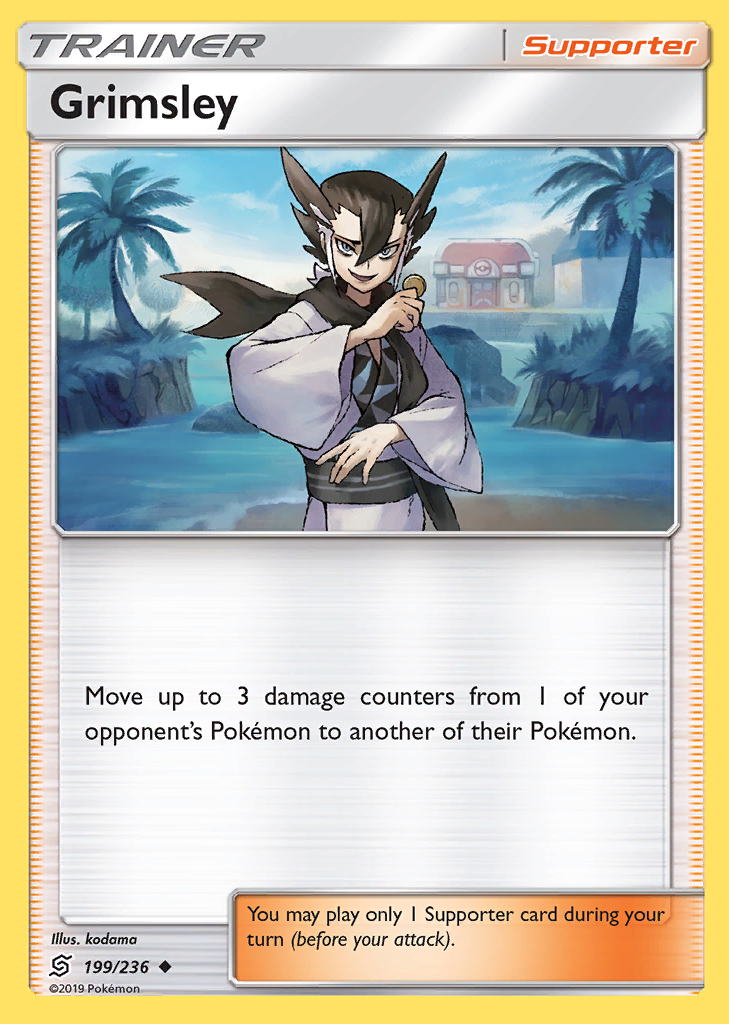 TRAINER
Supporter
Grimsley
Move up to 3 damage counters from 1 of your
opponent's Pokémon to another of their Pokémon.
You may play only 1 Supporter card during your
turn (before your attack).
Illus. kodama
199/236
©2019 Pokémon